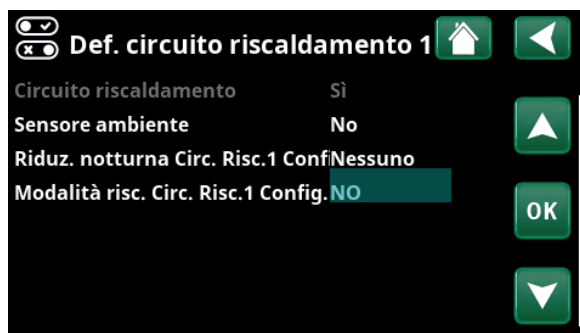 Def. circuito riscaldamento 1
Circuito riscaldamento Sì
Sensore ambiente No
Riduz. notturna Circ. Risc.1 Confi Nessuno
Modalità risc. Circ. Risc.1 Config. NO
OK